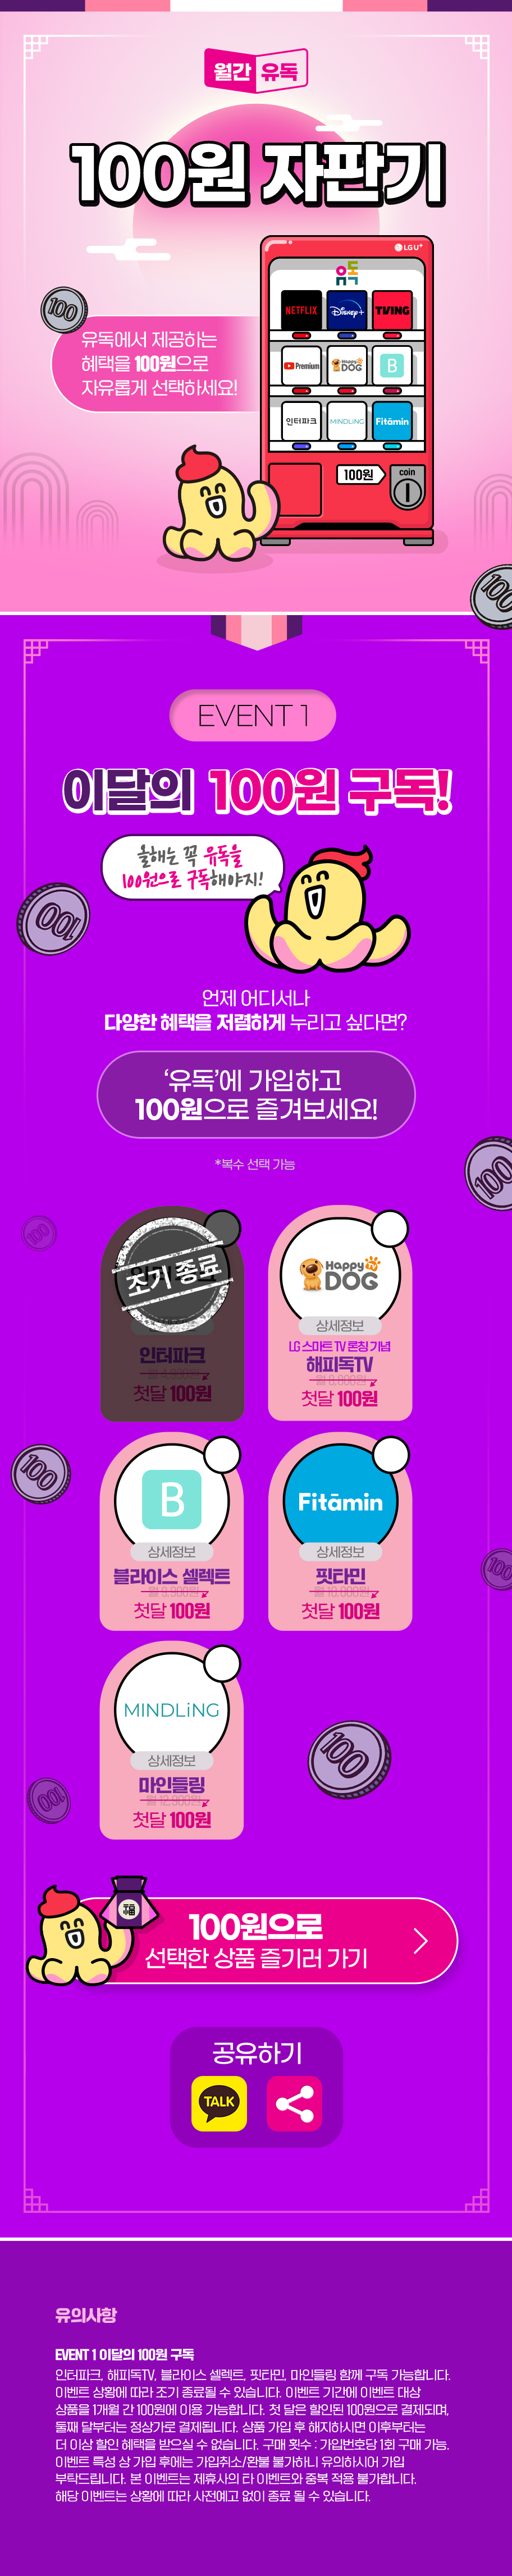 월간 유독
100원 자판기
LGU+
유독
NETFLIX
Disney+
TVING
유독에서 제공하는
혜택을 100원으로
자유롭게 선택하세요!
100
Premium
Happy DOG
B
인터파크
MINDLiNG
Fitāmin
100원
coin
100
EVENT 1
이달의 100원 구독!
올해는 꼭 유독을
100원으로 구독해야지!
100
언제 어디서나
다양한 혜택을 저렴하게 누리고 싶다면?
'유독'에 가입하고
100원으로 즐겨보세요!
*복수 선택 가능
100
100
조기 종료
인터파크
첫달 100원
Happy TV DOG
상세정보
LG 스마트 TV 론칭 기념
해피독TV
첫달 100원
100
B
상세정보
블라이스 셀렉트
월 9,900원
첫달 100원
Fitāmin
상세정보
핏타민
첫달 100원
100
MINDLiNG
상세정보
마인들링
첫달 100원
100
100
100원으로
선택한 상품 즐기러 가기
공유하기
TALK
유의사항
EVENT 1 이달의 100원 구독
인터파크, 해피독TV, 블라이스 셀렉트, 핏타민, 마인들링 함께 구독 가능합니다.
이벤트 상황에 따라 조기 종료될 수 있습니다. 이벤트 기간에 이벤트 대상
상품을 1개월 간 100원에 이용 가능합니다. 첫 달은 할인된 100원으로 결제되며,
둘째 달부터는 정상가로 결제됩니다. 상품 가입 후 해지하시면 이후부터는
더 이상 할인 혜택을 받으실 수 없습니다. 구매 횟수 : 가입번호당 1회 구매 가능.
이벤트 특성 상 가입 후에는 가입취소/환불 불가하니 유의하시어 가입
부탁드립니다. 본 이벤트는 제휴사의 타 이벤트와 중복 적용 불가합니다.
해당 이벤트는 상황에 따라 사전예고 없이 종료 될 수 있습니다.